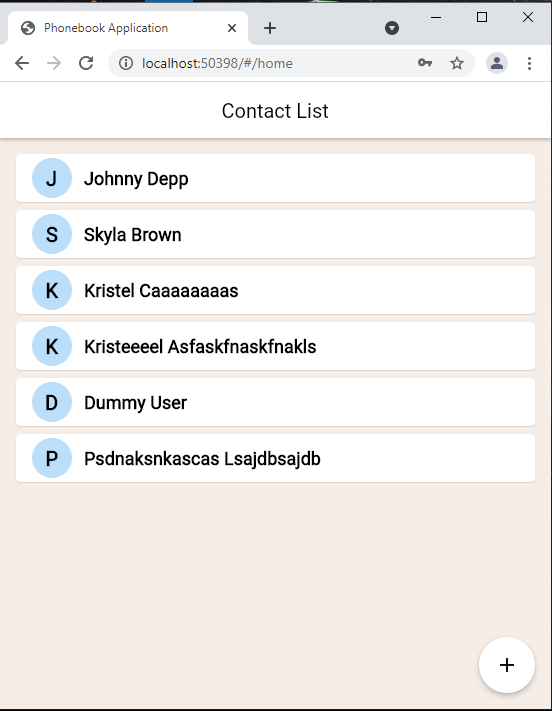 Phonebook Application
localhost:50398/#/home
Contact List
J Johnny Depp
S Skyla Brown
K Kristel Caaaaaaaas
K Kristeeeel Asfaskfnaskfnakls
D Dummy User
P Psdnaksnkascas Lsajdbsajdb